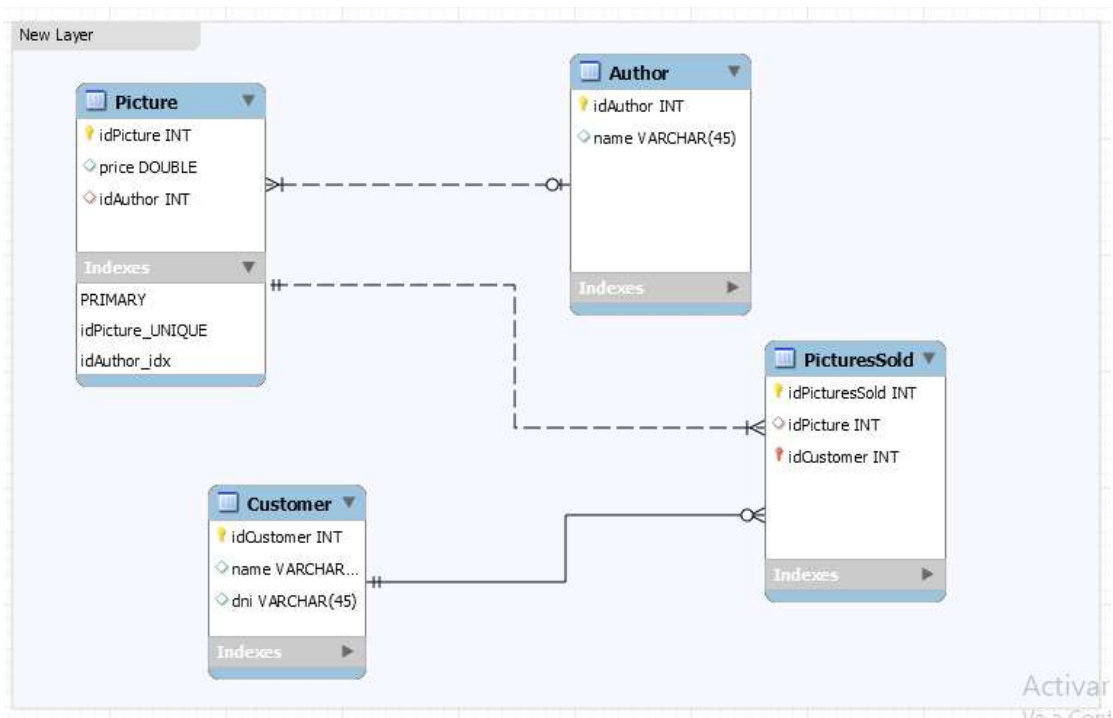 New Layer
Picture
idPicture INT
price DOUBLE
idAuthor INT
Indexes
PRIMARY
idPicture_UNIQUE
idAuthor_idx
Author
idAuthor INT
name VARCHAR(45)
Indexes
PicturesSold
idPicturesSold INT
idPicture INT
idCustomer INT
Indexes
Customer
idCustomer INT
name VARCHAR...
dni VARCHAR(45)
Indexes
Activar